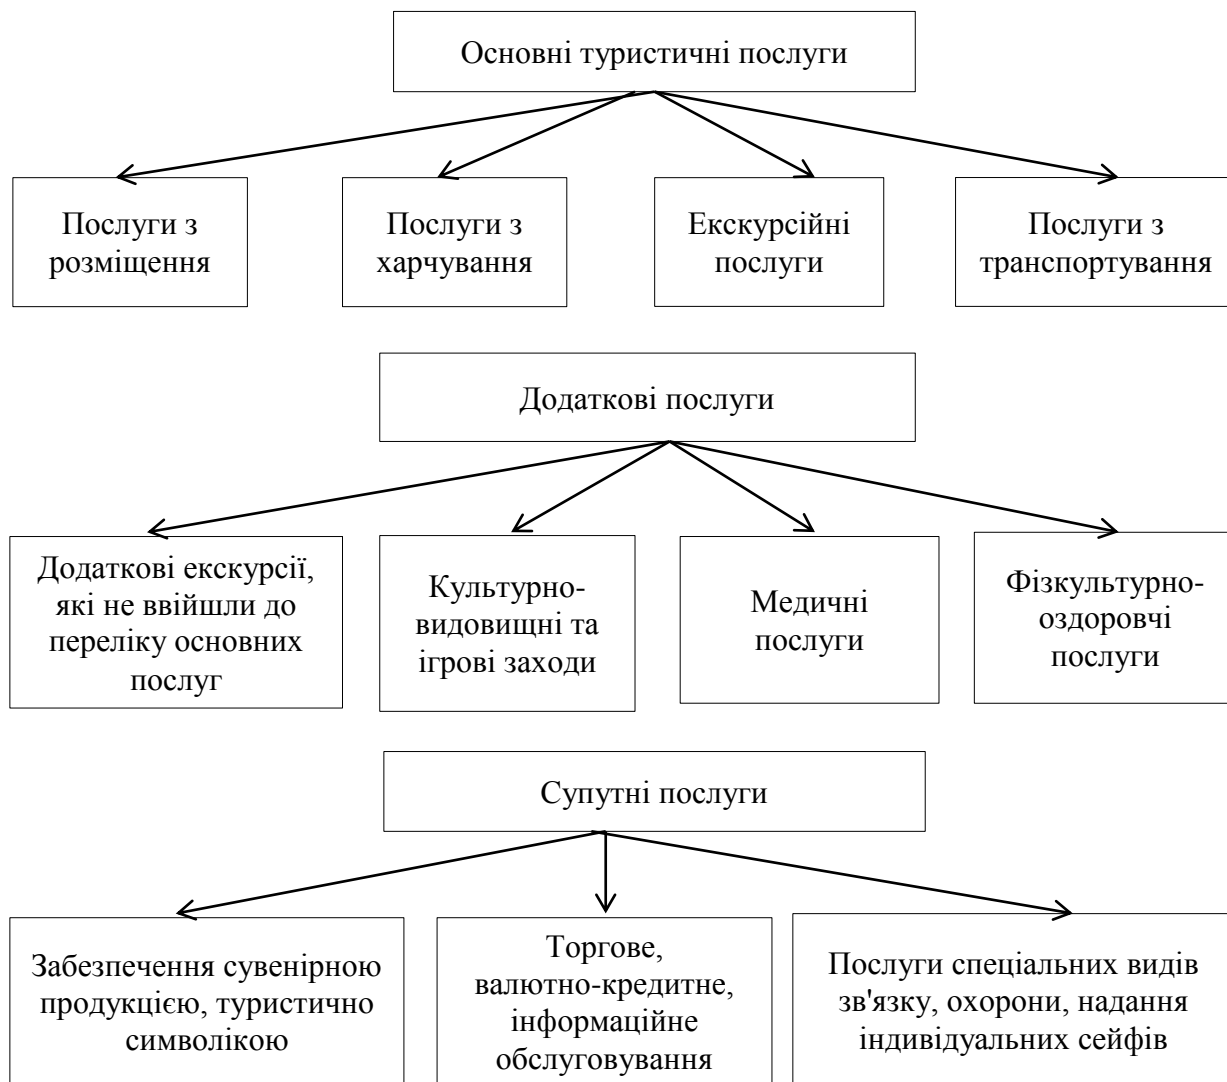 Основні туристичні послуги
Послуги з
розміщення
Послуги з
харчування
Екскурсійні
послуги
Послуги з
транспортування
Додаткові послуги
Додаткові екскурсії,
які не ввійшли до
переліку основних
послуг
Культурно-
видовищні та
ігрові заходи
Медичні
послуги
Фізкультурно-
оздоровчі
послуги
Супутні послуги
Забезпечення сувенірною
продукцією, туристично
символікою
Торгове,
валютно-кредитне,
інформаційне
обслуговування
Послуги спеціальних видів
зв'язку, охорони, надання
індивідуальних сейфів